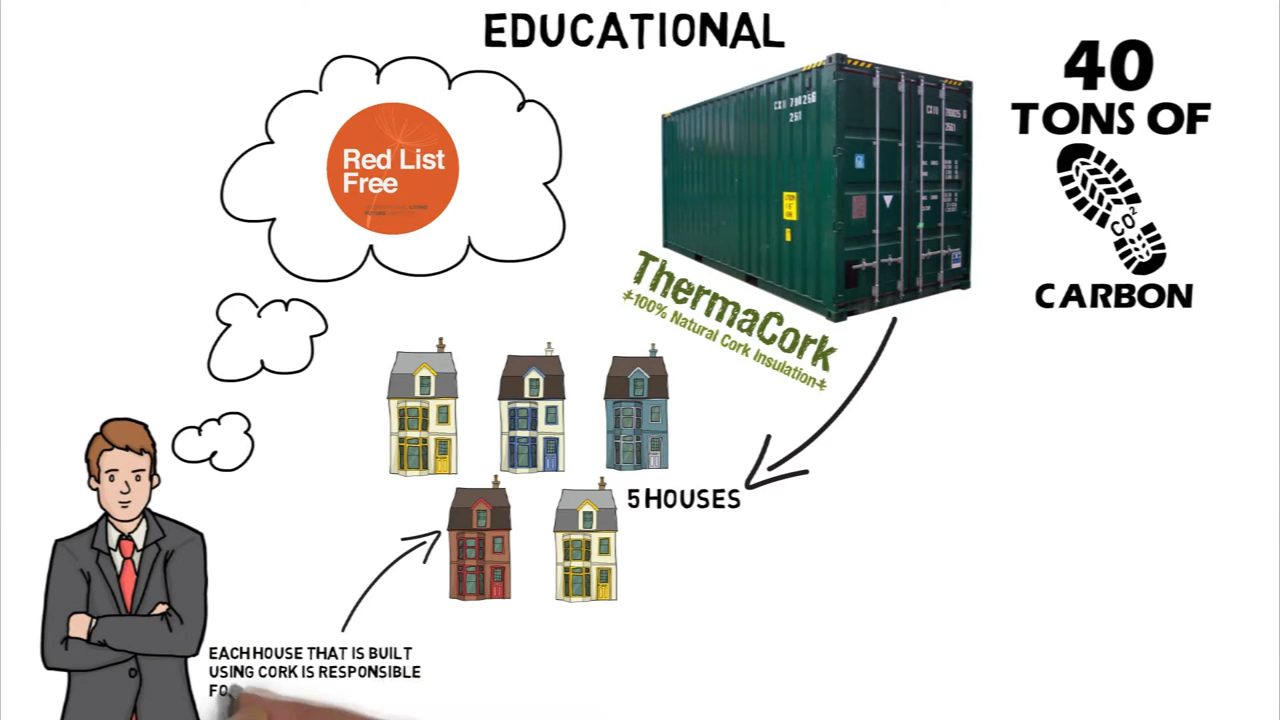 EDUCATIONAL
Red List
Free
40
TONS OF
CO2
CARBON
ThermaCork
*100% Natural Cork Insulation*
5 HOUSES
EACH HOUSE THAT IS BUILT
USING CORK IS RESPONSIBLE